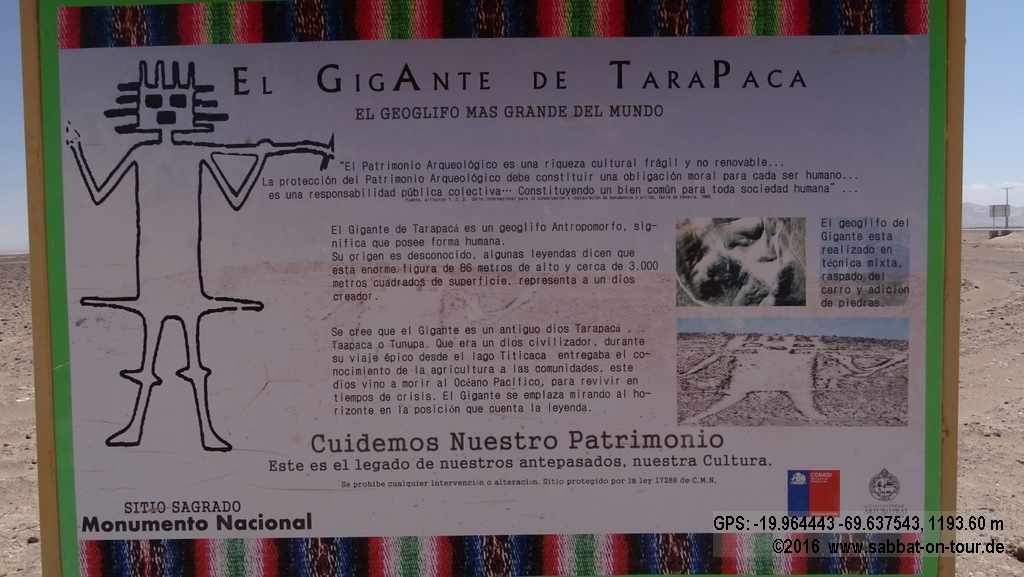 EL GIGANTE DE TARAPACA
EL GEOGLIFO MAS GRANDE DEL MUNDO
"El Patrimonio Arqueológico es una riqueza cultural frágil y no renovable...
La protección del Patrimonio Arqueológico debe constituir una obligación moral para cada ser humano...
es una responsabilidad pública colectiva… Constituyendo un bien común para toda sociedad humana" ...
El Gigante de Tarapacá es un geoglifo Antropomorfo, sig-
nifica que posee forma humana.
Su origen es desconocido, algunas leyendas dicen que
esta enorme figura de 86 metros de alto y cerca de 3.000
metros cuadrados de superficie, representa a un dios
creador.
El geoglifo del
Gigante esta
realizado en
técnica mixta,
raspado del
cerro y adición
de piedras.
Se cree que el Gigante es un antiguo dios Tarapacá ,
Taapaca o Tunupa. Que era un dios civilizador, durante
su viaje épico desde el lago Titicaca entregaba el co-
nocimiento de la agricultura a las comunidades, este
dios vino a morir al Océano Pacífico, para revivir en
tiempos de crisis. El Gigante se emplaza mirando al ho-
rizonte en la posición que cuenta la leyenda.
Cuidemos Nuestro Patrimonio
Este es el legado de nuestros antepasados, nuestra Cultura.
Se prohibe cualquier intervención o alteración. Sitio protegido por la ley 17288 de C.M.N.
CONADI
SITIO SAGRADO
Monumento Nacional
GPS: -19.964443 -69.637543, 1193.60 m
©2016 www.sabbat-on-tour.de